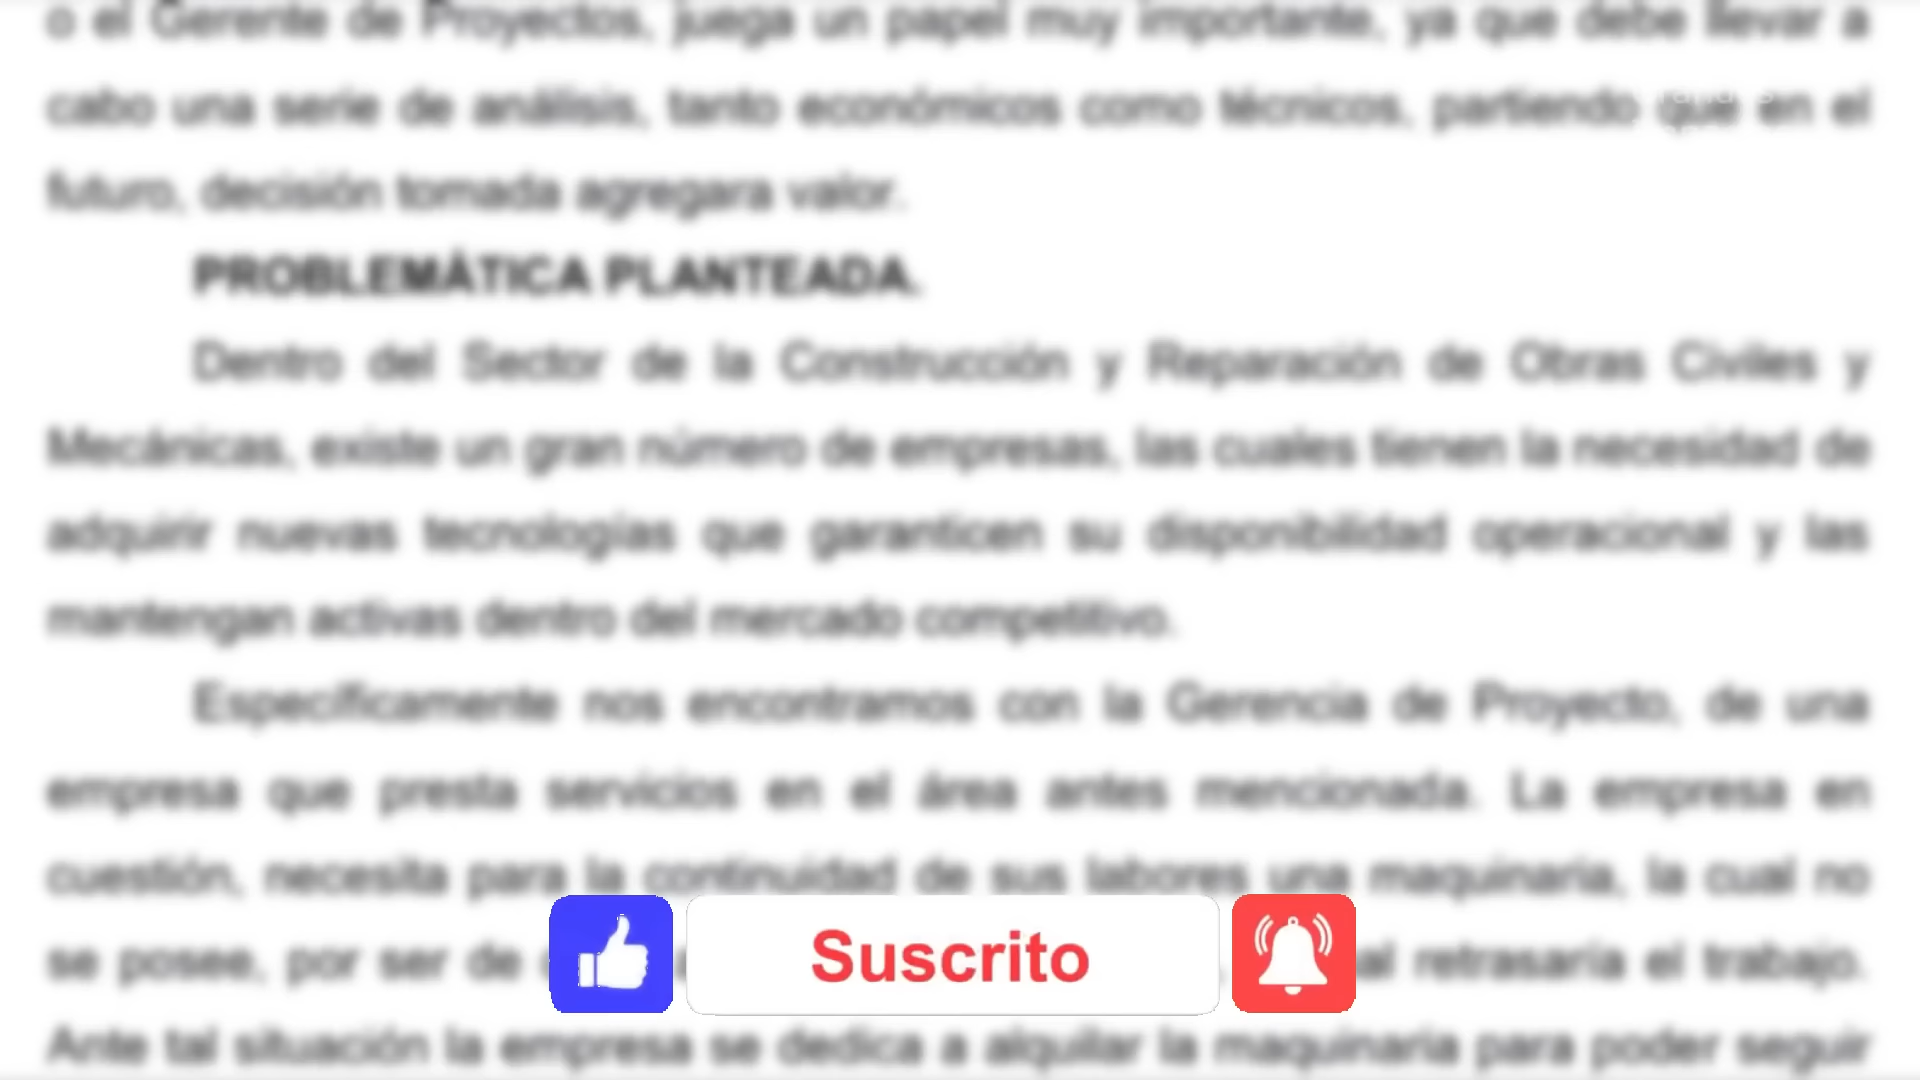 o el Gerente de Proyectos, juega un papel muy importante, ya que debe llevar a
cabo una serie de análisis, tanto económicos como técnicos, partiendo que en el
futuro, decisión tomada agregara valor.
PROBLEMÁTICA PLANTEADA.
Dentro del Sector de la Construcción y Reparación de Obras Civiles y
Mecánicas, existe un gran número de empresas, las cuales tienen la necesidad de
adquirir nuevas tecnologías que garanticen su disponibilidad operacional y las
mantengan activas dentro del mercado competitivo.
Específicamente nos encontramos con la Gerencia de Proyecto, de una
empresa que presta servicios en el área antes mencionada. La empresa en
cuestión, necesita para la continuidad de sus labores una maquinaria, la cual no
se posee, por ser de retrasaría el trabajo.
Suscrito
Ante tal situación la empresa se dedica a alquilar la maquinaria para poder seguir